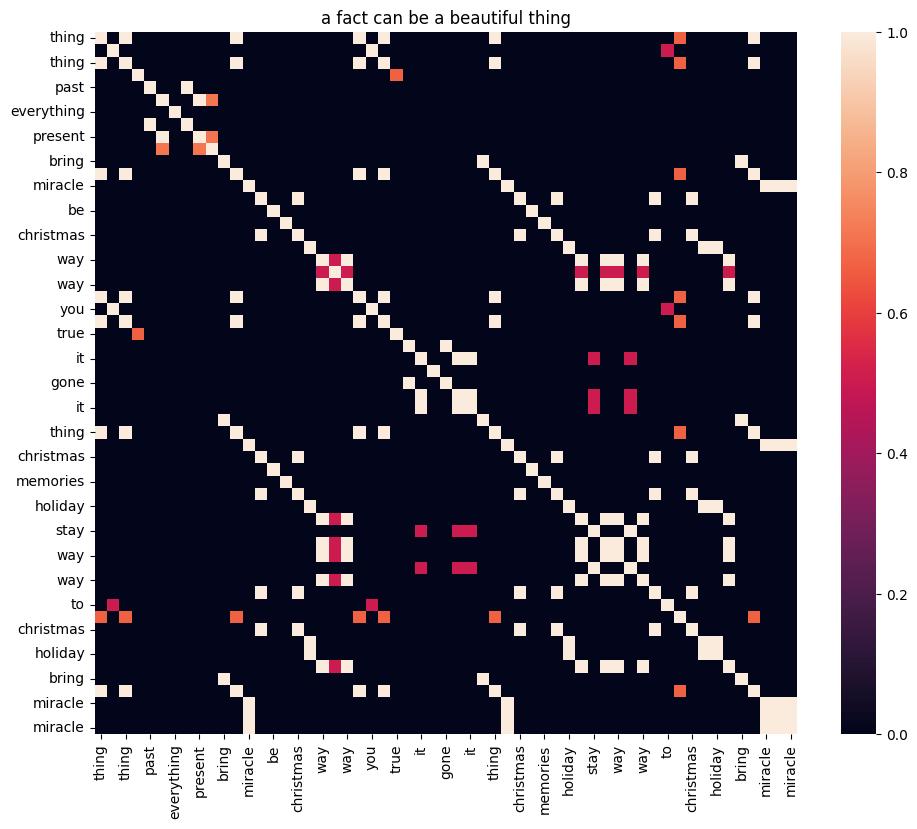 a fact can be a beautiful thing
thing
thing
past
everything
present
bring
miracle
be
christmas
way
way
you
true
it
gone
it
thing
christmas
memories
holiday
stay
way
way
to
christmas
holiday
bring
miracle
miracle
1.0
0.8
0.6
0.4
0.2
0.0
thing
thing
past
everything
present
bring
miracle
be
christmas
way
way
you
true
it
gone
it
thing
christmas
memories
holiday
stay
way
way
to
christmas
holiday
bring
miracle
miracle